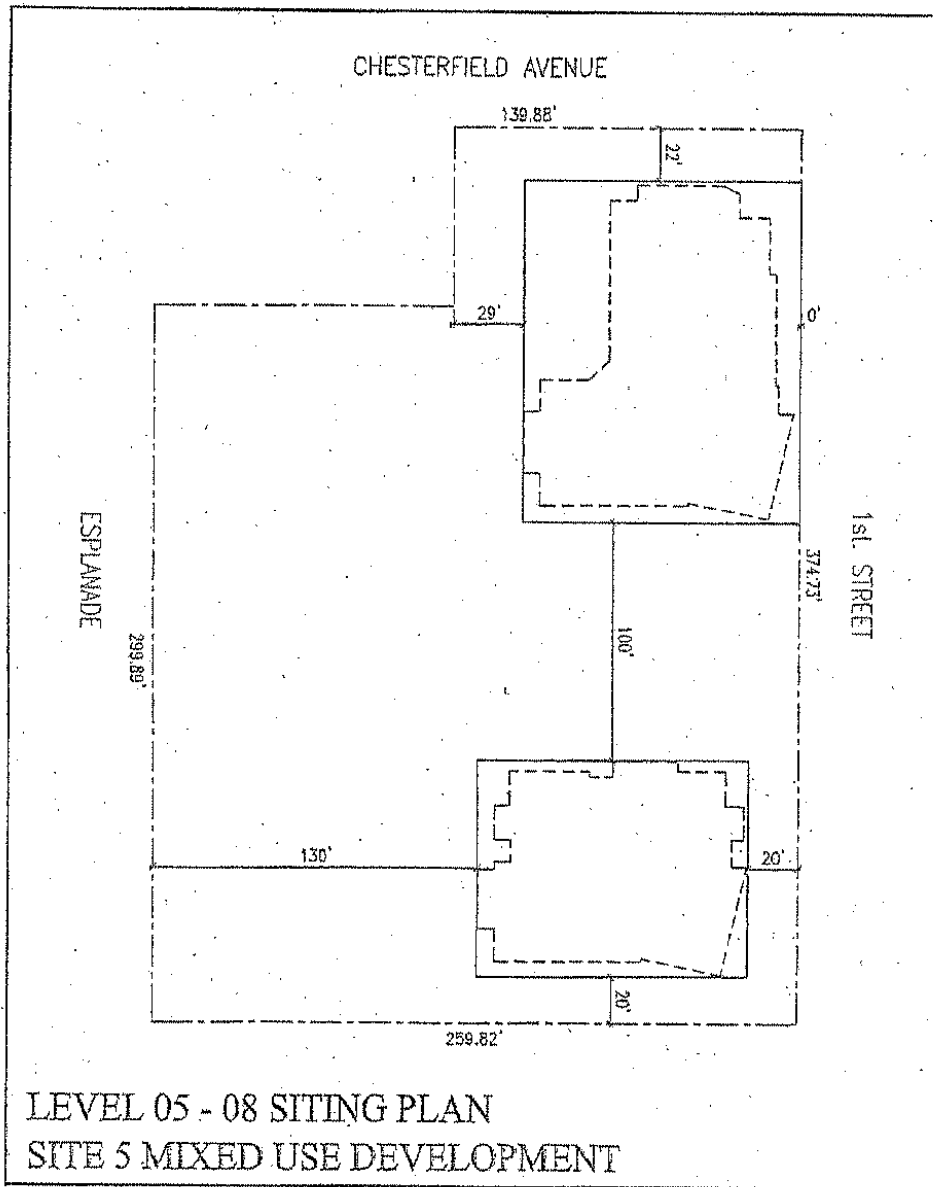 CHESTERFIELD AVENUE
139.88'
22'
29'
0'
ESPLANADE
1st. STREET
374.73'
100'
299.89'
130'
20'
20'
259.82'
LEVEL 05 - 08 SITING PLAN
SITE 5 MIXED USE DEVELOPMENT